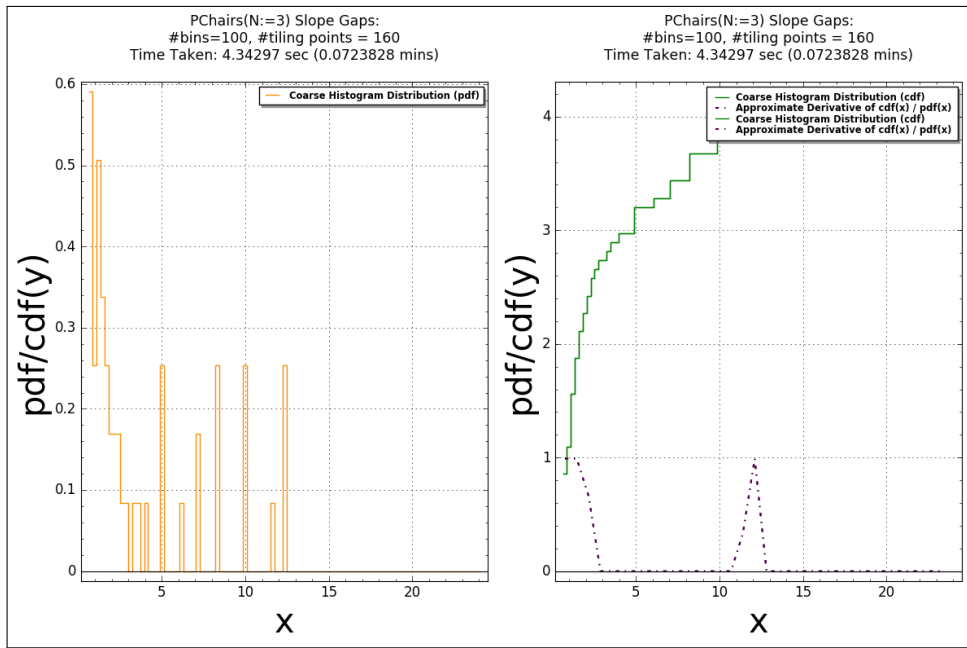 PChairs(N:=3) Slope Gaps:
#bins=100, #tiling points = 160
Time Taken: 4.34297 sec (0.0723828 mins)
Coarse Histogram Distribution (pdf)
0.6
0.5
0.4
0.3
0.2
0.1
0
5
10
15
20
pdf/cdf(y)
x
PChairs(N:=3) Slope Gaps:
#bins=100, #tiling points = 160
Time Taken: 4.34297 sec (0.0723828 mins)
Coarse Histogram Distribution (cdf)
Approximate Derivative of cdf(x) / pdf(x)
Coarse Histogram Distribution (cdf)
Approximate Derivative of cdf(x) / pdf(x)
4
3
2
1
0
5
10
15
20
pdf/cdf(y)
x